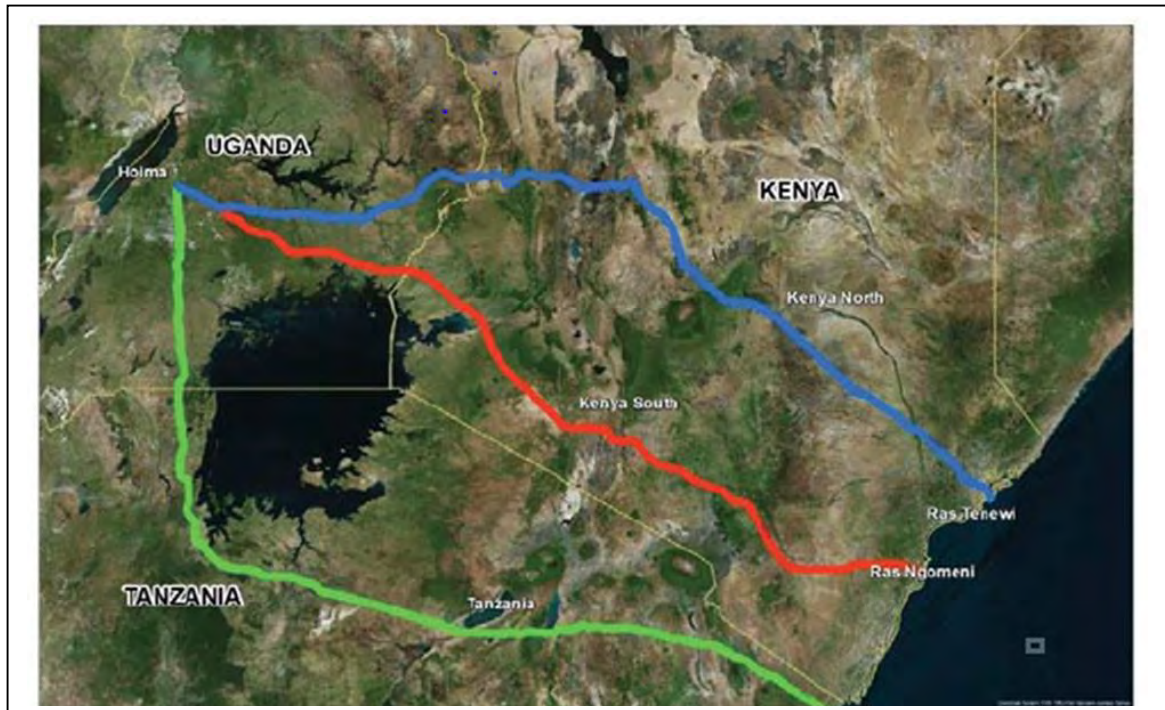 UGANDA
Hoima
KENYA
Kenya North
Kenya South
Ras Tenewi
Ras Ngomeni
TANZANIA
Tanzania